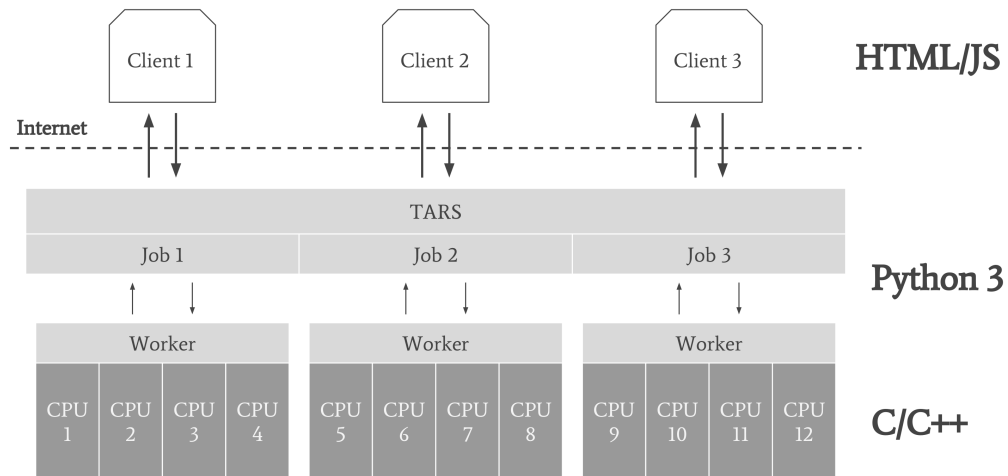 Client 1
Client 2
Client 3
HTML/JS
Internet
TARS
Job 1
Job 2
Job 3
Python 3
Worker
Worker
Worker
CPU
1
CPU
2
CPU
3
CPU
4
CPU
5
CPU
6
CPU
7
CPU
8
CPU
9
CPU
10
CPU
11
CPU
12
C/C++